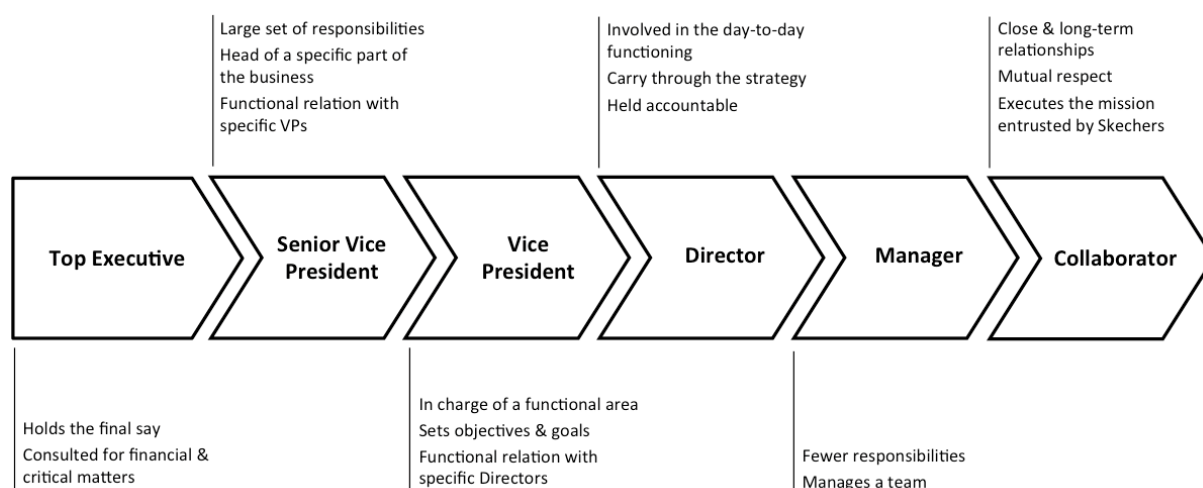 Large set of responsibilities
Head of a specific part of
the business
Functional relation with
specific VPs
Involved in the day-to-day
functioning
Carry through the strategy
Held accountable
Close & long-term
relationships
Mutual respect
Executes the mission
entrusted by Skechers
Top Executive
Senior Vice
President
Vice
President
Director
Manager
Collaborator
Holds the final say
Consulted for financial &
critical matters
In charge of a functional area
Sets objectives & goals
Functional relation with
specific Directors
Fewer responsibilities
Manages a team